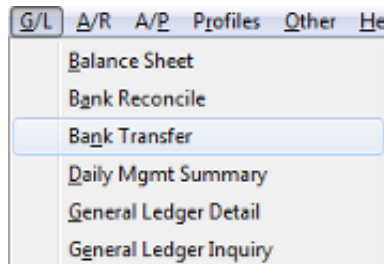 G/L A/R A/P Profiles Other He
Balance Sheet
Bank Reconcile
Bank Transfer
Daily Mgmt Summary
General Ledger Detail
General Ledger Inquiry